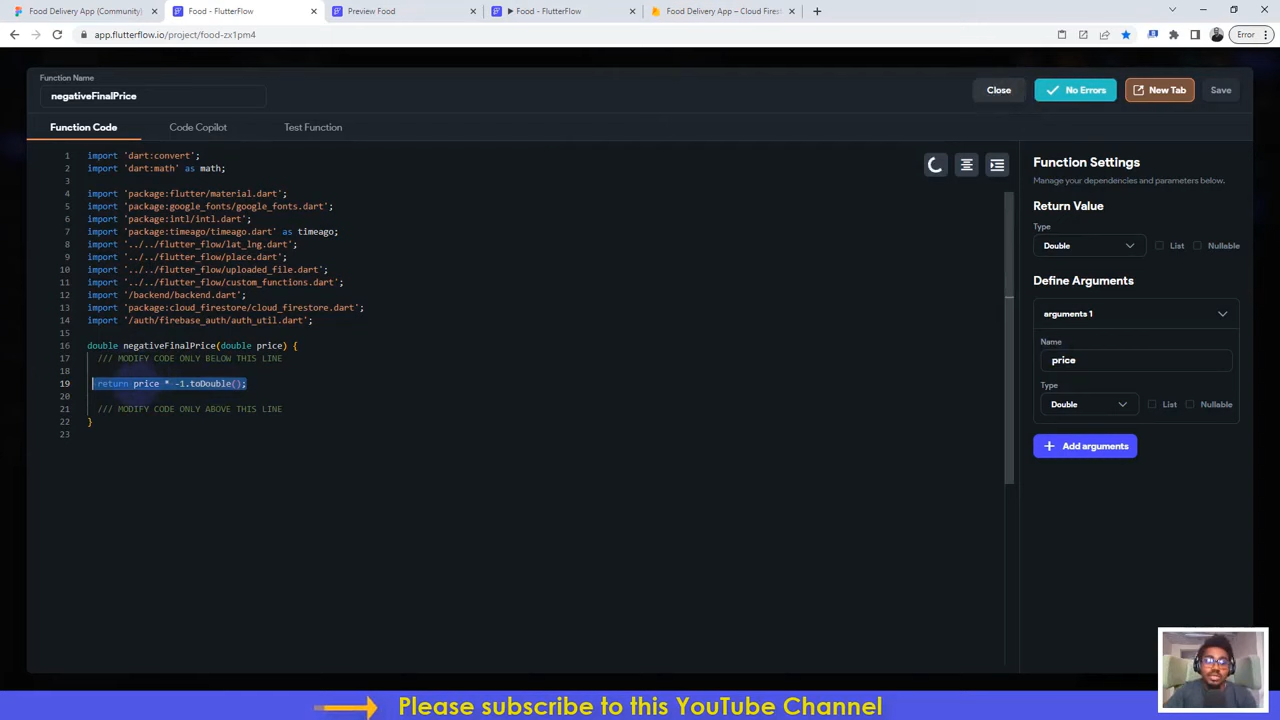 Food Delivery App (Community)
Food - FlutterFlow
Preview Food
Food - FlutterFlow
Food Delivery App – Cloud Fires
app.flutterflow.io/project/food-zx1pm4
Error
Function Name
negativeFinalPrice
Close
No Errors
New Tab
Save
Function Code
Code Copilot
Test Function
1 import 'dart:convert';
2 import 'dart:math' as math;
3
4 import 'package:flutter/material.dart';
5 import 'package:google_fonts/google_fonts.dart';
6 import 'package:intl/intl.dart';
7 import 'package:timeago/timeago.dart' as timeago;
8 import '../../flutter_flow/lat_lng.dart';
9 import '../../flutter_flow/place.dart';
10 import '../../flutter_flow/uploaded_file.dart';
11 import '../../flutter_flow/custom_functions.dart';
12 import '/backend/backend.dart';
13 import 'package:cloud_firestore/cloud_firestore.dart';
14 import '/auth/firebase_auth/auth_util.dart';
15
16 double negativeFinalPrice(double price) {
17 /// MODIFY CODE ONLY BELOW THIS LINE
18
19 return price * -1.toDouble();
20
21 /// MODIFY CODE ONLY ABOVE THIS LINE
22 }
23
Function Settings
Manage your dependencies and parameters below.
Return Value
Type
Double
List
Nullable
Define Arguments
arguments 1
Name
price
Type
Double
List
Nullable
Add arguments
Please subscribe to this YouTube Channel